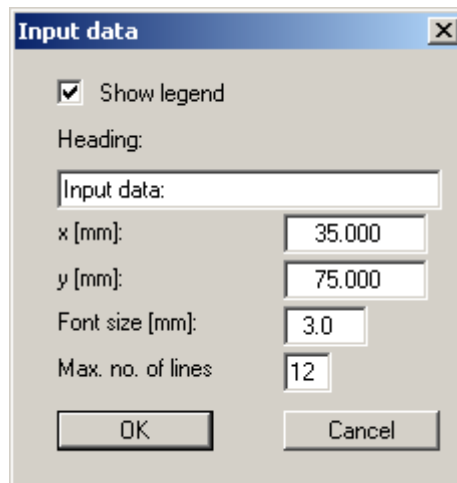 Input data
Show legend
Heading:
Input data:
x [mm]: 35.000
y [mm]: 75.000
Font size [mm]: 3.0
Max. no. of lines 12
OK Cancel